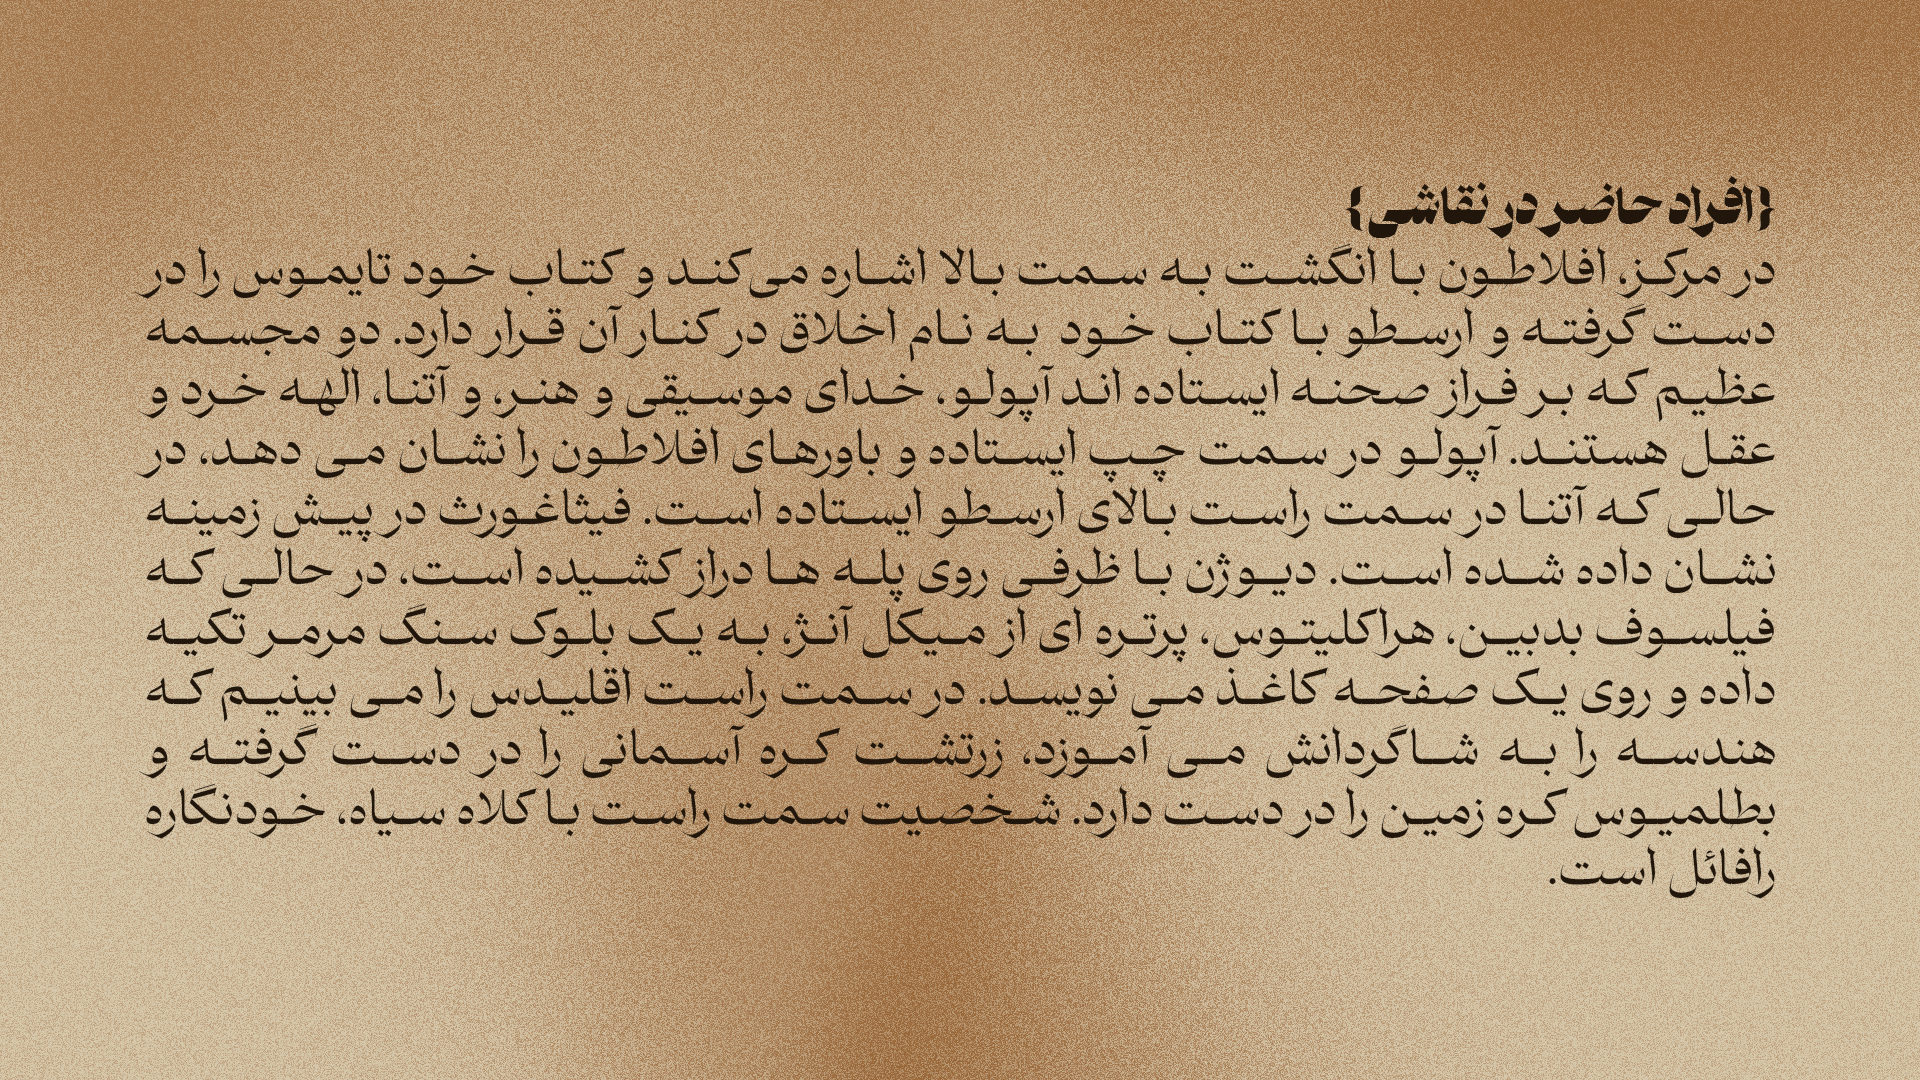 {افراد حاضر در نقاشی}
در مرکز، افلاطون با انگشت به سمت بالا اشاره می‌کند و کتاب خود تایموس را در
دست گرفته و ارسطو با کتاب خود به نام اخلاق در کنار آن قرار دارد. دو مجسمه
عظیم که بر فراز صحنه ایستاده اند آپولو، خدای موسیقی و هنر، و آتنا، الهه خرد و
عقل هستند. آپولو در سمت چپ ایستاده و باورهای افلاطون را نشان می دهد، در
حالی که آتنا در سمت راست بالای ارسطو ایستاده است. فیثاغورث در پیش زمینه
نشان داده شده است. دیوژن با ظرفی روی پله ها دراز کشیده است، در حالی که
فیلسوف بدبین، هراکلیتوس، پرتره ای از میکل آنژ، به یک بلوک سنگ مرمر تکیه
داده و روی یک صفحه کاغذ می نویسد. در سمت راست اقلیدس را می بینیم که
هندسه را به شاگردانش می آموزد، زرتشت کره آسمانی را در دست گرفته و
بطلمیوس کره زمین را در دست دارد. شخصیت سمت راست با کلاه سیاه، خودنگاره
رافائل است.